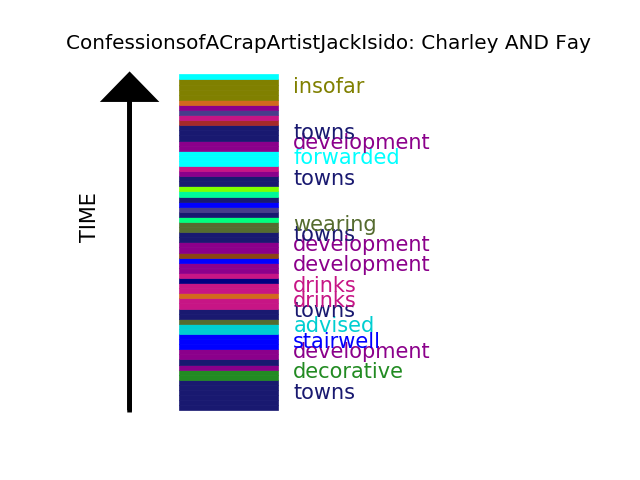 ConfessionsofACrapArtistJackIsido: Charley AND Fay
TIME
insofar
towns
development
forwarded
towns
wearing
towns
development
development
drinks
drinks
towns
advised
stairwell
development
decorative
towns